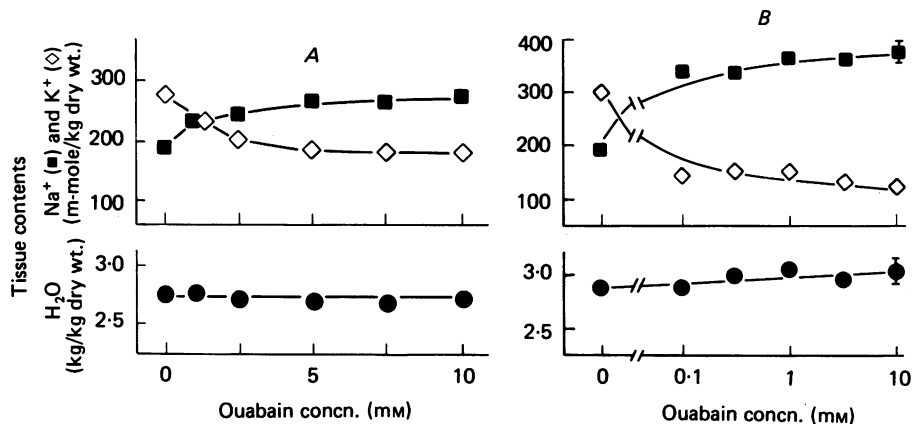 A
B
Tissue contents
Na⁺ (■) and K⁺ (◇)
(m-mole/kg dry wt.)
300
200
100
400
300
200
100
H₂O
(kg/kg dry wt.)
3·0
2·5
3·0
2·5
0 5 10
0 0·1 1 10
Ouabain concn. (mM)
Ouabain concn. (mM)